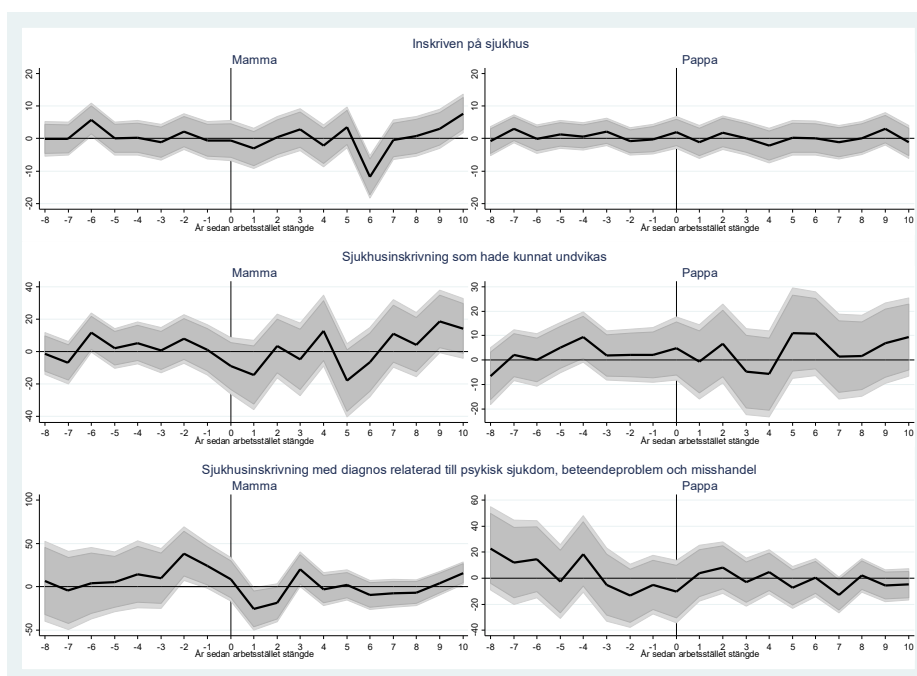 Inskriven på sjukhus
Mamma
Pappa
20
10
0
-10
-20
-8 -7 -6 -5 -4 -3 -2 -1 0 1 2 3 4 5 6 7 8 9 10
År sedan arbetsstället stängde
20
10
0
-10
-20
-8 -7 -6 -5 -4 -3 -2 -1 0 1 2 3 4 5 6 7 8 9 10
År sedan arbetsstället stängde
Sjukhusinskrivning som hade kunnat undvikas
Mamma
Pappa
40
20
0
-20
-40
-8 -7 -6 -5 -4 -3 -2 -1 0 1 2 3 4 5 6 7 8 9 10
År sedan arbetsstället stängde
30
20
10
0
-10
-20
-8 -7 -6 -5 -4 -3 -2 -1 0 1 2 3 4 5 6 7 8 9 10
År sedan arbetsstället stängde
Sjukhusinskrivning med diagnos relaterad till psykisk sjukdom, beteendeproblem och misshandel
Mamma
Pappa
100
50
0
-50
-8 -7 -6 -5 -4 -3 -2 -1 0 1 2 3 4 5 6 7 8 9 10
År sedan arbetsstället stängde
60
40
20
0
-20
-40
-8 -7 -6 -5 -4 -3 -2 -1 0 1 2 3 4 5 6 7 8 9 10
År sedan arbetsstället stängde